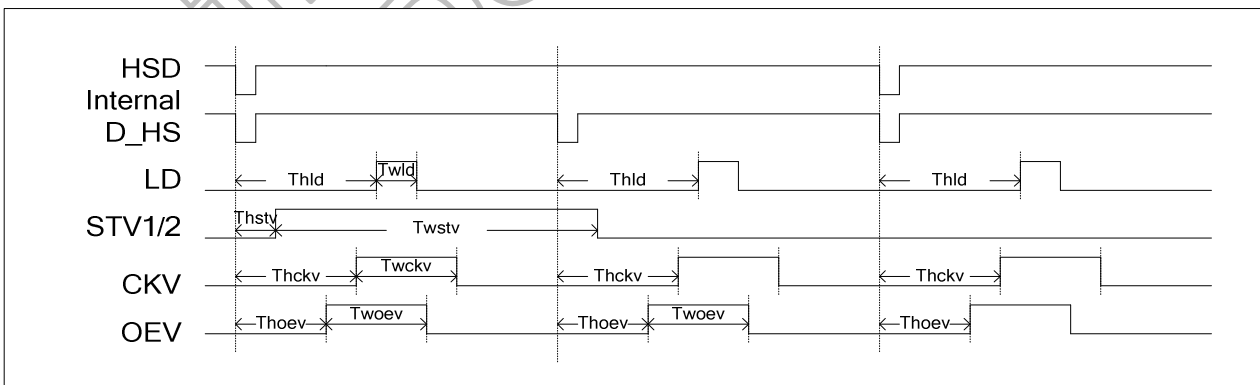 HSD
Internal
D_HS
LD
Thld
Twld
Thld
Thld
STV1/2
Thstv
Twstv
CKV
Thckv
Twckv
Thckv
Thckv
OEV
Thoev
Twoev
Thoev
Twoev
Thoev